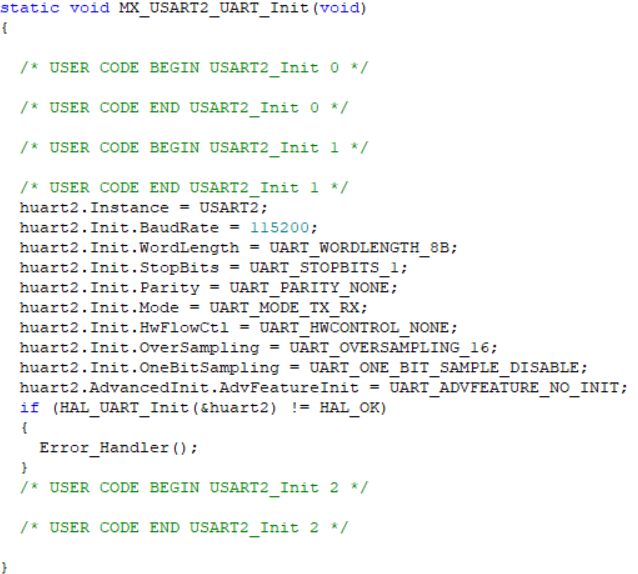 static void MX_USART2_UART_Init(void)
{
/* USER CODE BEGIN USART2_Init 0 */
/* USER CODE END USART2_Init 0 */
/* USER CODE BEGIN USART2_Init 1 */
/* USER CODE END USART2_Init 1 */
huart2.Instance = USART2;
huart2.Init.BaudRate = 115200;
huart2.Init.WordLength = UART_WORDLENGTH_8B;
huart2.Init.StopBits = UART_STOPBITS_1;
huart2.Init.Parity = UART_PARITY_NONE;
huart2.Init.Mode = UART_MODE_TX_RX;
huart2.Init.HwFlowCtl = UART_HWCONTROL_NONE;
huart2.Init.OverSampling = UART_OVERSAMPLING_16;
huart2.Init.OneBitSampling = UART_ONE_BIT_SAMPLE_DISABLE;
huart2.AdvancedInit.AdvFeatureInit = UART_ADVFEATURE_NO_INIT;
if (HAL_UART_Init(&huart2) != HAL_OK)
{
Error_Handler();
}
/* USER CODE BEGIN USART2_Init 2 */
/* USER CODE END USART2_Init 2 */
}